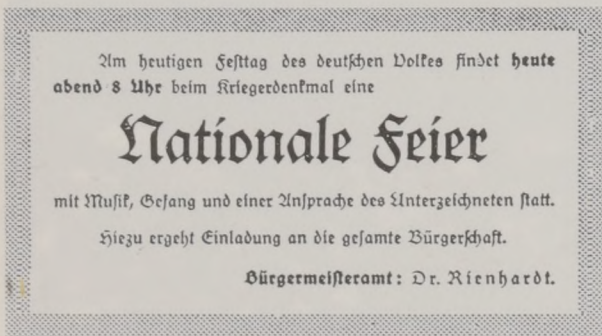 Am heutigen Festtag des deutschen Volkes findet heute
abend 8 Uhr beim Kriegerdenkmal eine
Nationale Feier
mit Musik, Gesang und einer Ansprache des Unterzeichneten statt.
Hiezu ergeht Einladung an die gesamte Bürgerschaft.
Bürgermeisteramt: Dr. Rienhardt.